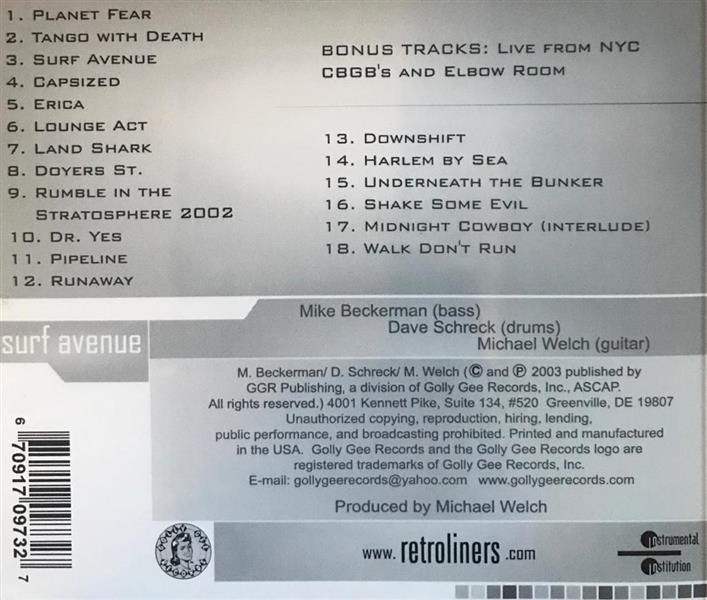 1. Planet Fear
2. Tango with Death
3. Surf Avenue
4. Capsized
5. Erica
6. Lounge Act
7. Land Shark
8. Doyers St.
9. Rumble in the
Stratosphere 2002
10. Dr. Yes
11. Pipeline
12. Runaway
Bonus Tracks: Live from NYC
CBGB's and Elbow Room
13. Downshift
14. Harlem by Sea
15. Underneath the Bunker
16. Shake Some Evil
17. Midnight Cowboy (interlude)
18. Walk Don't Run
surf avenue
Mike Beckerman (bass)
Dave Schreck (drums)
Michael Welch (guitar)
M. Beckerman/ D. Schreck/ M. Welch (© and ℗ 2003 published by
GGR Publishing, a division of Golly Gee Records, Inc., ASCAP.
All rights reserved.) 4001 Kennett Pike, Suite 134, #520 Greenville, DE 19807
Unauthorized copying, reproduction, hiring, lending,
public performance, and broadcasting prohibited. Printed and manufactured
in the USA. Golly Gee Records and the Golly Gee Records logo are
registered trademarks of Golly Gee Records, Inc.
E-mail: gollygeerecords@yahoo.com www.gollygeerecords.com
Produced by Michael Welch
6 70917 09732 7
www.retroliners.com
Instrumental
Institution